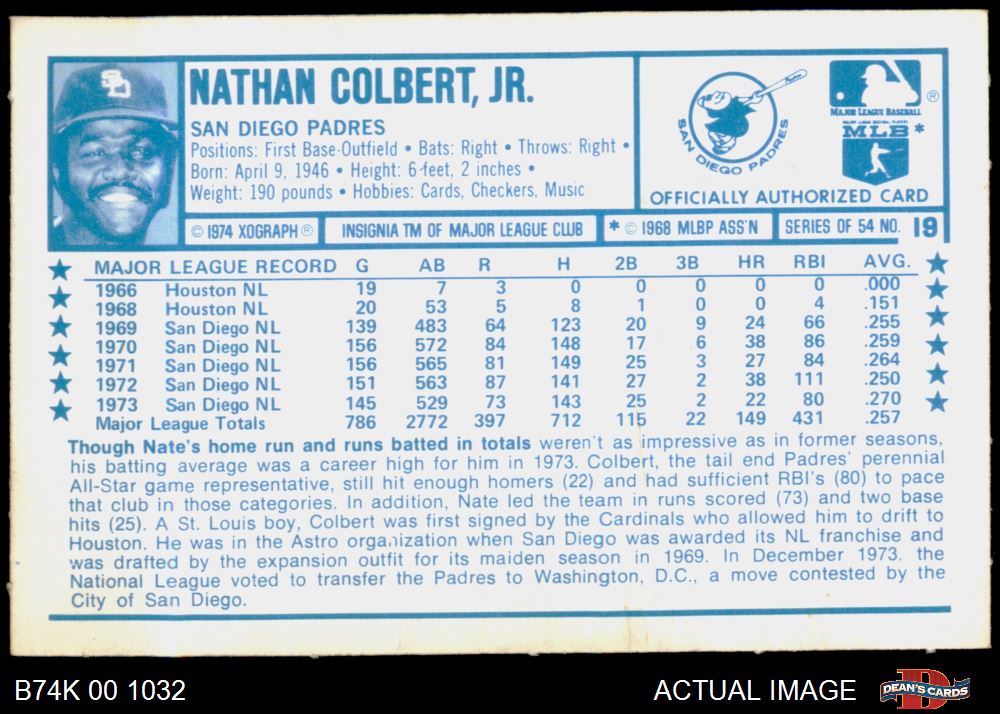 SD
NATHAN COLBERT, JR.
SAN DIEGO PADRES
Positions: First Base-Outfield • Bats: Right • Throws: Right •
Born: April 9, 1946 • Height: 6-feet, 2 inches •
Weight: 190 pounds • Hobbies: Cards, Checkers, Music
SAN DIEGO PADRES
MAJOR LEAGUE BASEBALL ®
MAJOR LEAGUE BASEBALL PLAYERS
MLB *
OFFICIALLY AUTHORIZED CARD
© 1974 XOGRAPH ® INSIGNIA TM OF MAJOR LEAGUE CLUB * © 1968 MLBP ASS'N SERIES OF 54 NO. 19
MAJOR LEAGUE RECORD G AB R H 2B 3B HR RBI AVG.
1966 Houston NL 19 7 3 0 0 0 0 0 .000
1968 Houston NL 20 53 5 8 1 0 0 4 .151
1969 San Diego NL 139 483 64 123 20 9 24 66 .255
1970 San Diego NL 156 572 84 148 17 6 38 86 .259
1971 San Diego NL 156 565 81 149 25 3 27 84 .264
1972 San Diego NL 151 563 87 141 27 2 38 111 .250
1973 San Diego NL 145 529 73 143 25 2 22 80 .270
Major League Totals 786 2772 397 712 115 22 149 431 .257
Though Nate's home run and runs batted in totals weren't as impressive as in former seasons,
his batting average was a career high for him in 1973. Colbert, the tail end Padres' perennial
All-Star game representative, still hit enough homers (22) and had sufficient RBI's (80) to pace
that club in those categories. In addition, Nate led the team in runs scored (73) and two base
hits (25). A St. Louis boy, Colbert was first signed by the Cardinals who allowed him to drift to
Houston. He was in the Astro organization when San Diego was awarded its NL franchise and
was drafted by the expansion outfit for its maiden season in 1969. In December 1973, the
National League voted to transfer the Padres to Washington, D.C., a move contested by the
City of San Diego.
B74K 00 1032 ACTUAL IMAGE D DEAN'S CARDS